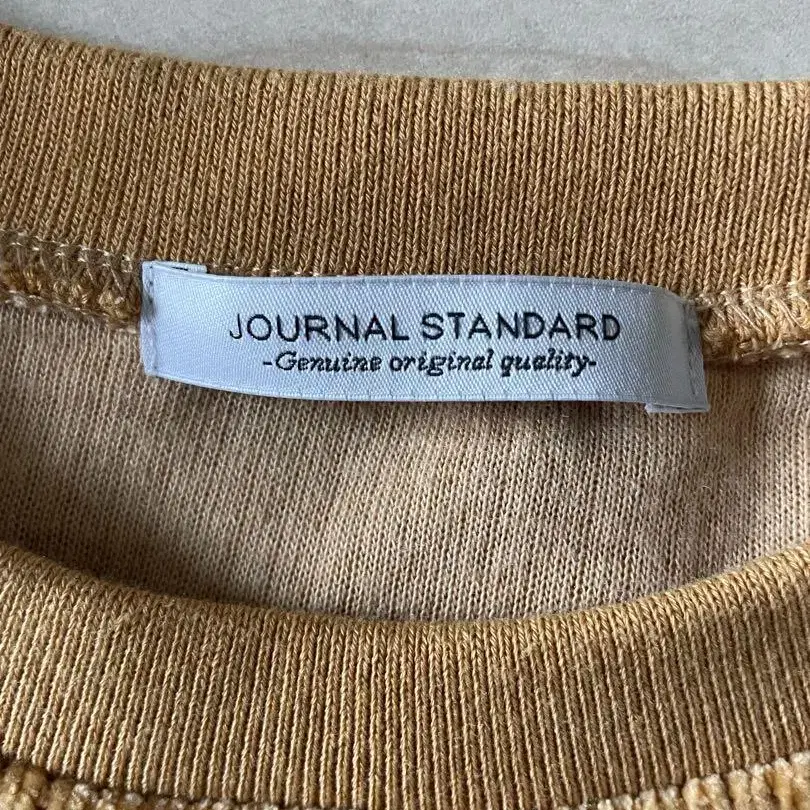 JOURNAL STANDARD
-Genuine original quality-